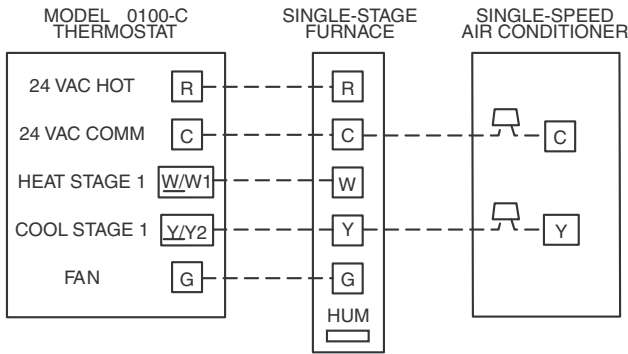 MODEL 0100-C
THERMOSTAT
SINGLE-STAGE
FURNACE
SINGLE-SPEED
AIR CONDITIONER
24 VAC HOT R R
24 VAC COMM C C C
HEAT STAGE 1 W/W1 W
COOL STAGE 1 Y/Y2 Y Y
FAN G G
HUM